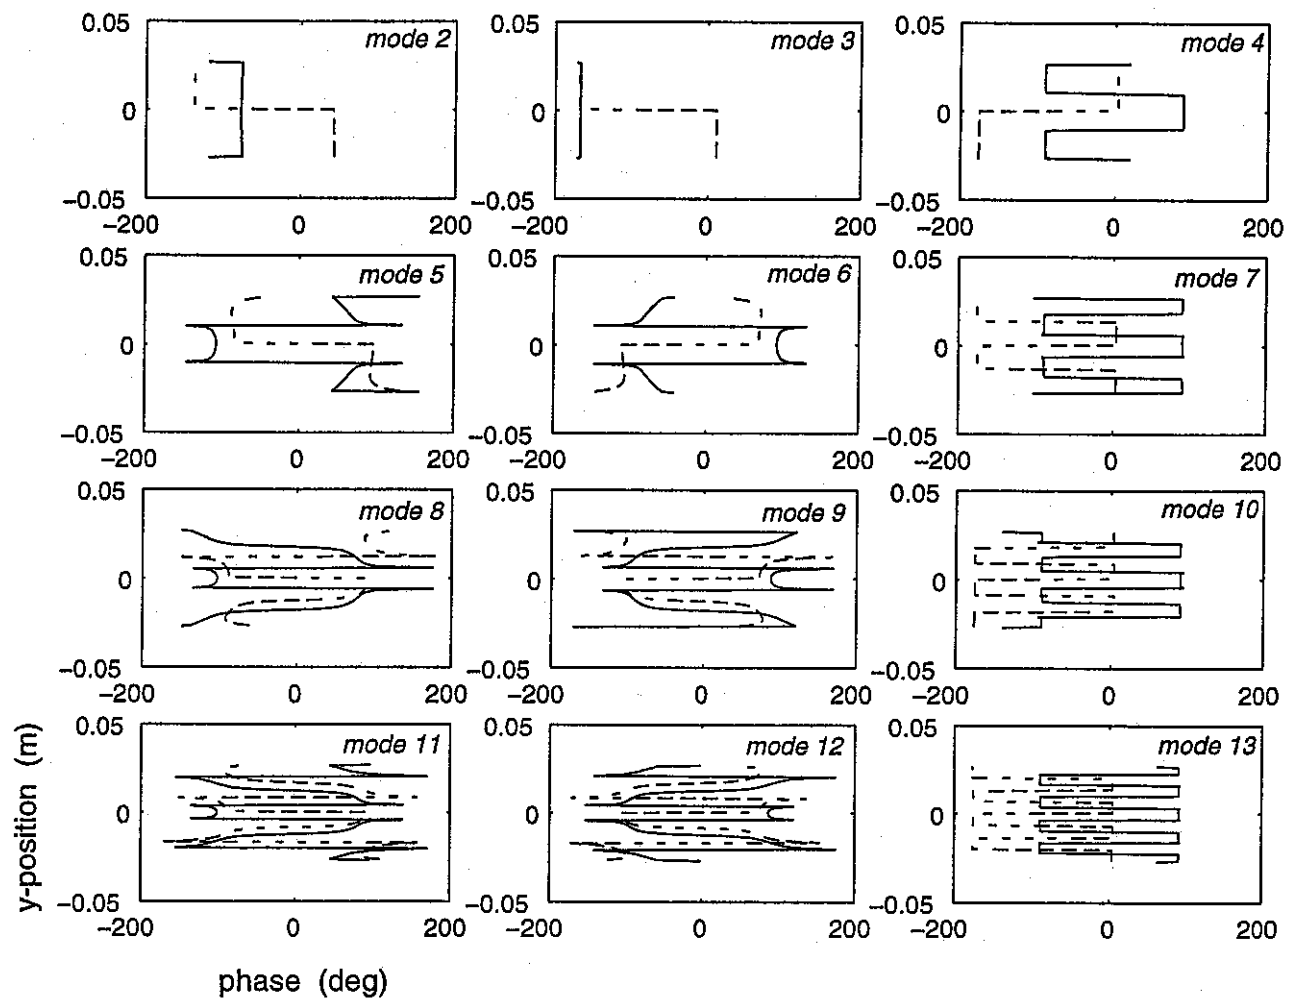 0.05 mode 2 0.05 mode 3 0.05 mode 4
0 0 0
−0.05 −0.05 −0.05
−200 0 200 −200 0 200 −200 0 200
0.05 mode 5 0.05 mode 6 0.05 mode 7
0 0 0
−0.05 −0.05 −0.05
−200 0 200 −200 0 200 −200 0 200
0.05 mode 8 0.05 mode 9 0.05 mode 10
0 0 0
−0.05 −0.05 −0.05
−200 0 200 −200 0 200 −200 0 200
0.05 mode 11 0.05 mode 12 0.05 mode 13
0 0 0
−0.05 −0.05 −0.05
−200 0 200 −200 0 200 −200 0 200
y-position (m)
phase (deg)